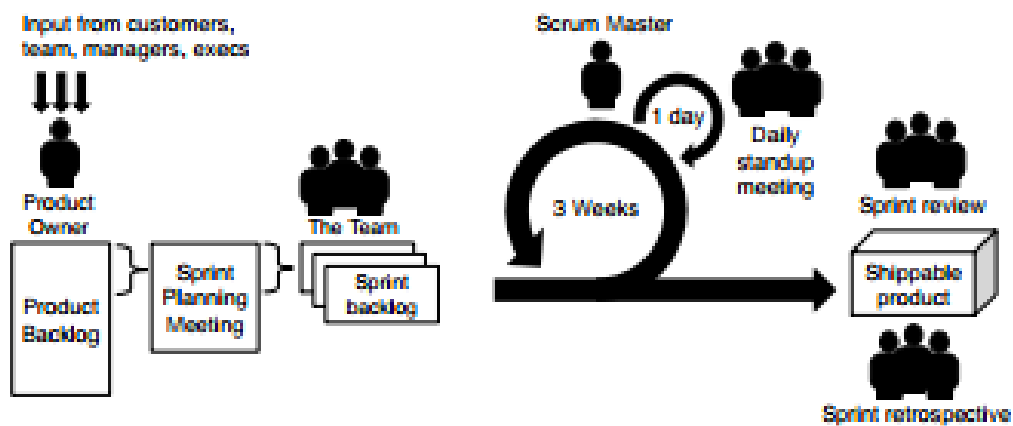 Input from customers,
team, managers, execs
Product
Owner
Product
Backlog
Sprint
Planning
Meeting
The Team
Sprint
backlog
Scrum Master
1 day
3 Weeks
Daily
standup
meeting
Sprint review
Shippable
product
Sprint retrospective